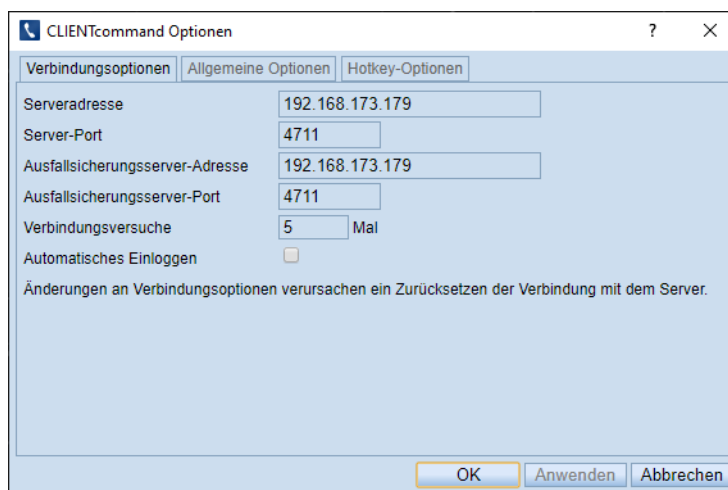 CLIENTcommand Optionen ?
Verbindungsoptionen Allgemeine Optionen Hotkey-Optionen
Serveradresse 192.168.173.179
Server-Port 4711
Ausfallsicherungsserver-Adresse 192.168.173.179
Ausfallsicherungsserver-Port 4711
Verbindungsversuche 5 Mal
Automatisches Einloggen
Änderungen an Verbindungsoptionen verursachen ein Zurücksetzen der Verbindung mit dem Server.
OK Anwenden Abbrechen